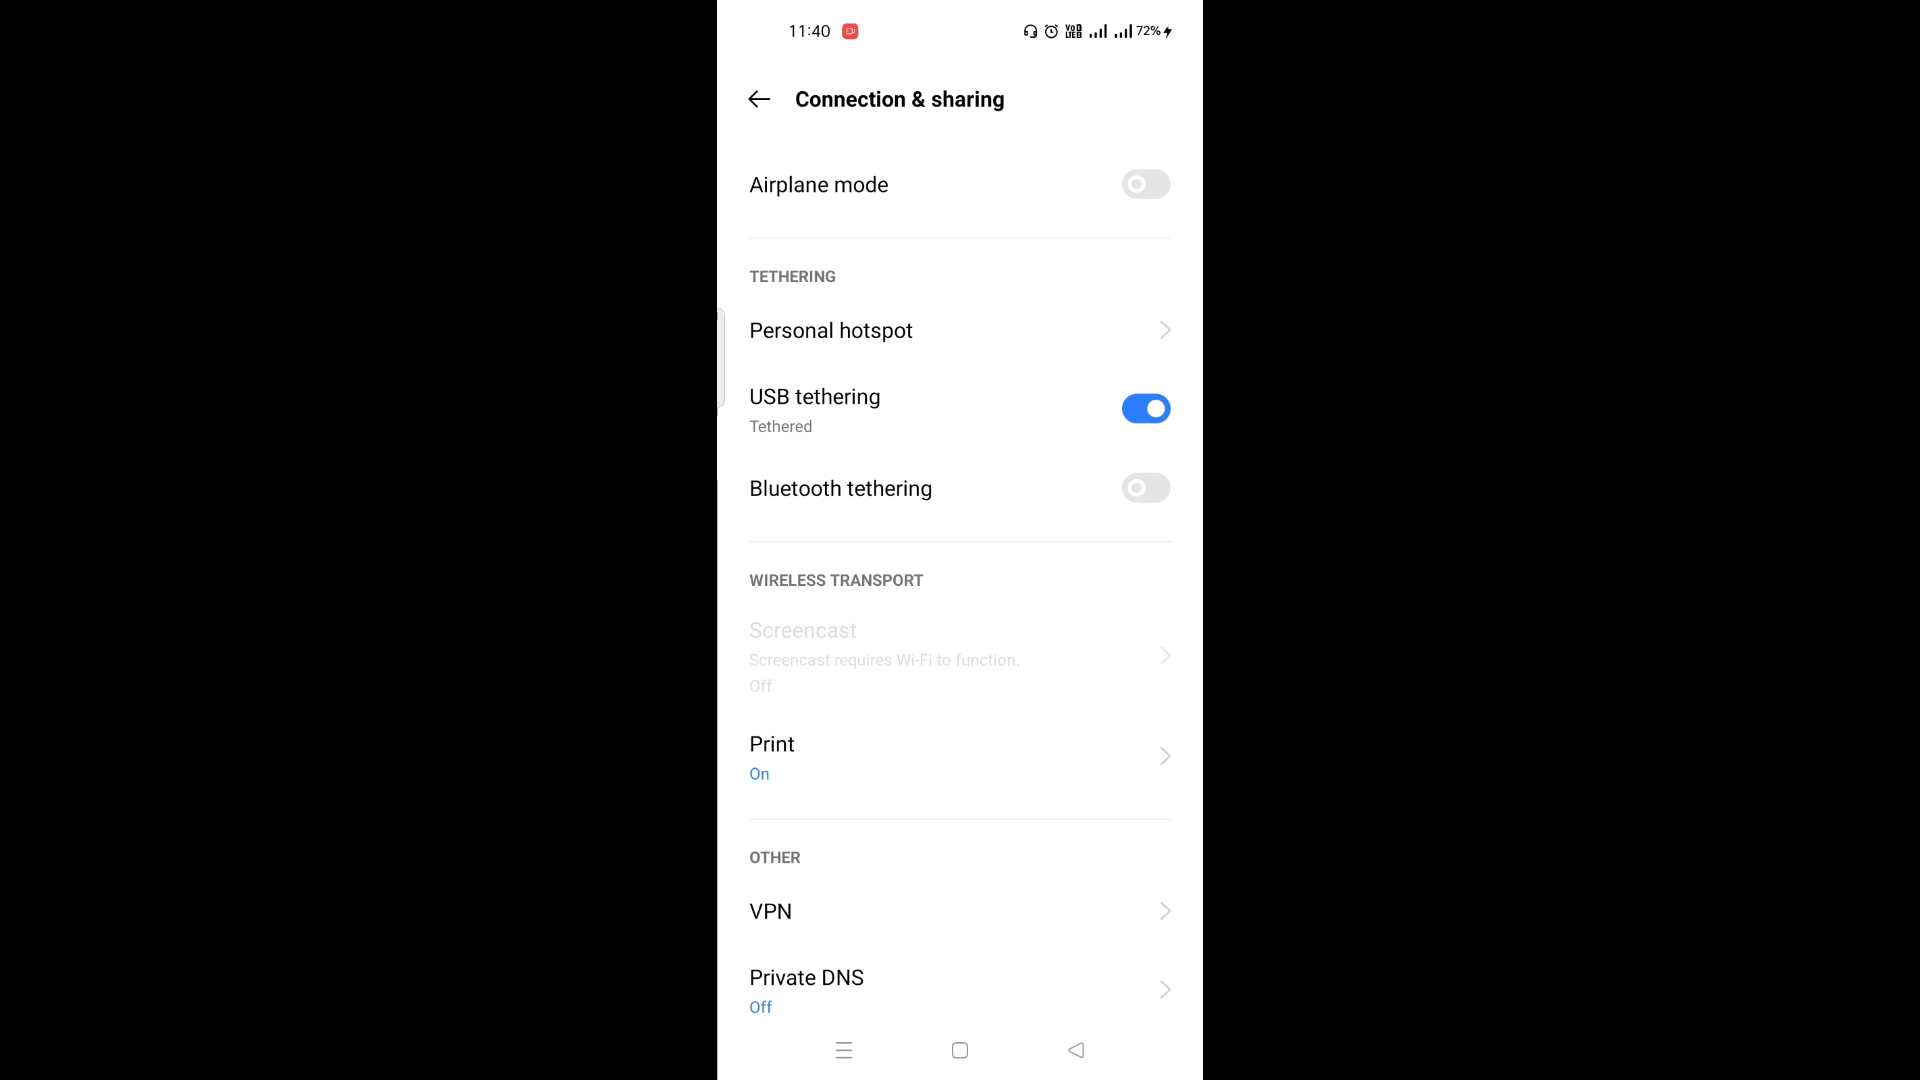 11:40
72%
Connection & sharing
Airplane mode
TETHERING
Personal hotspot
USB tethering
Tethered
Bluetooth tethering
WIRELESS TRANSPORT
Screencast
Screencast requires Wi-Fi to function.
Off
Print
On
OTHER
VPN
Private DNS
Off